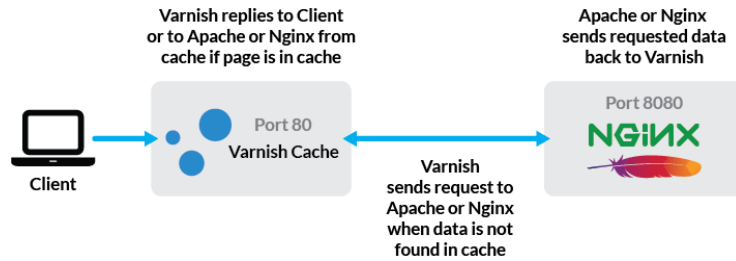 Varnish replies to Client
or to Apache or Nginx from
cache if page is in cache
Apache or Nginx
sends requested data
back to Varnish
Client
Port 80
Varnish Cache
Varnish
sends request to
Apache or Nginx
when data is not
found in cache
Port 8080
NGiNX